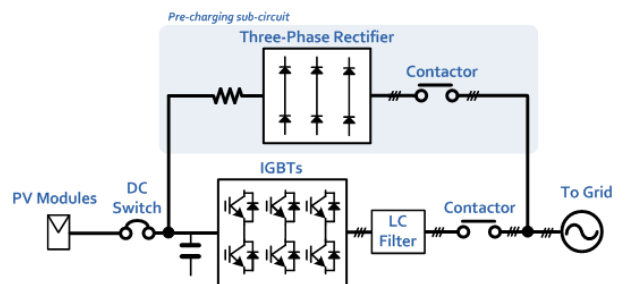 Pre-charging sub-circuit
Three-Phase Rectifier
Contactor
IGBTs
PV Modules
DC
Switch
LC
Filter
Contactor
To Grid